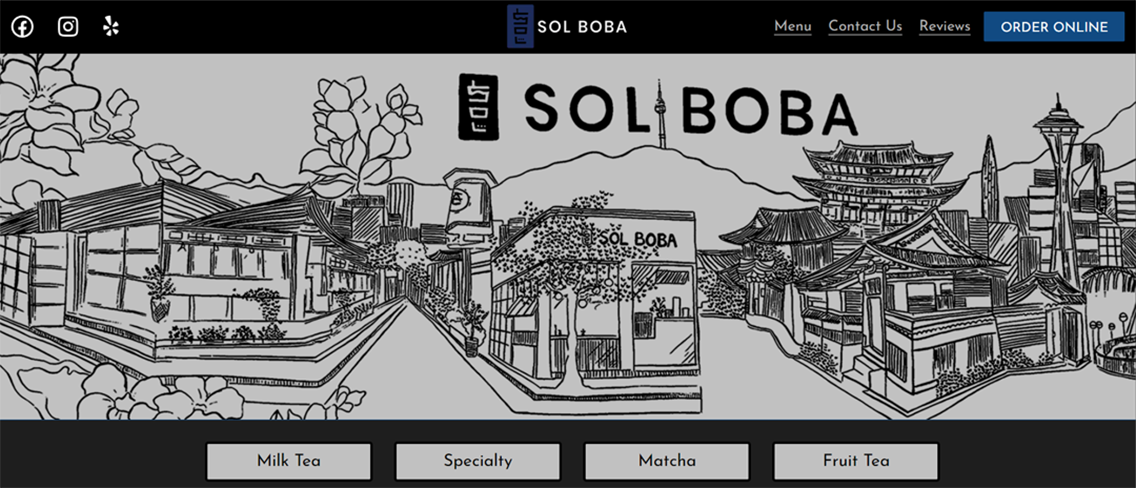 SOL BOBA
Menu
Contact Us
Reviews
ORDER ONLINE
SOL BOBA
SOL BOBA
Milk Tea
Specialty
Matcha
Fruit Tea